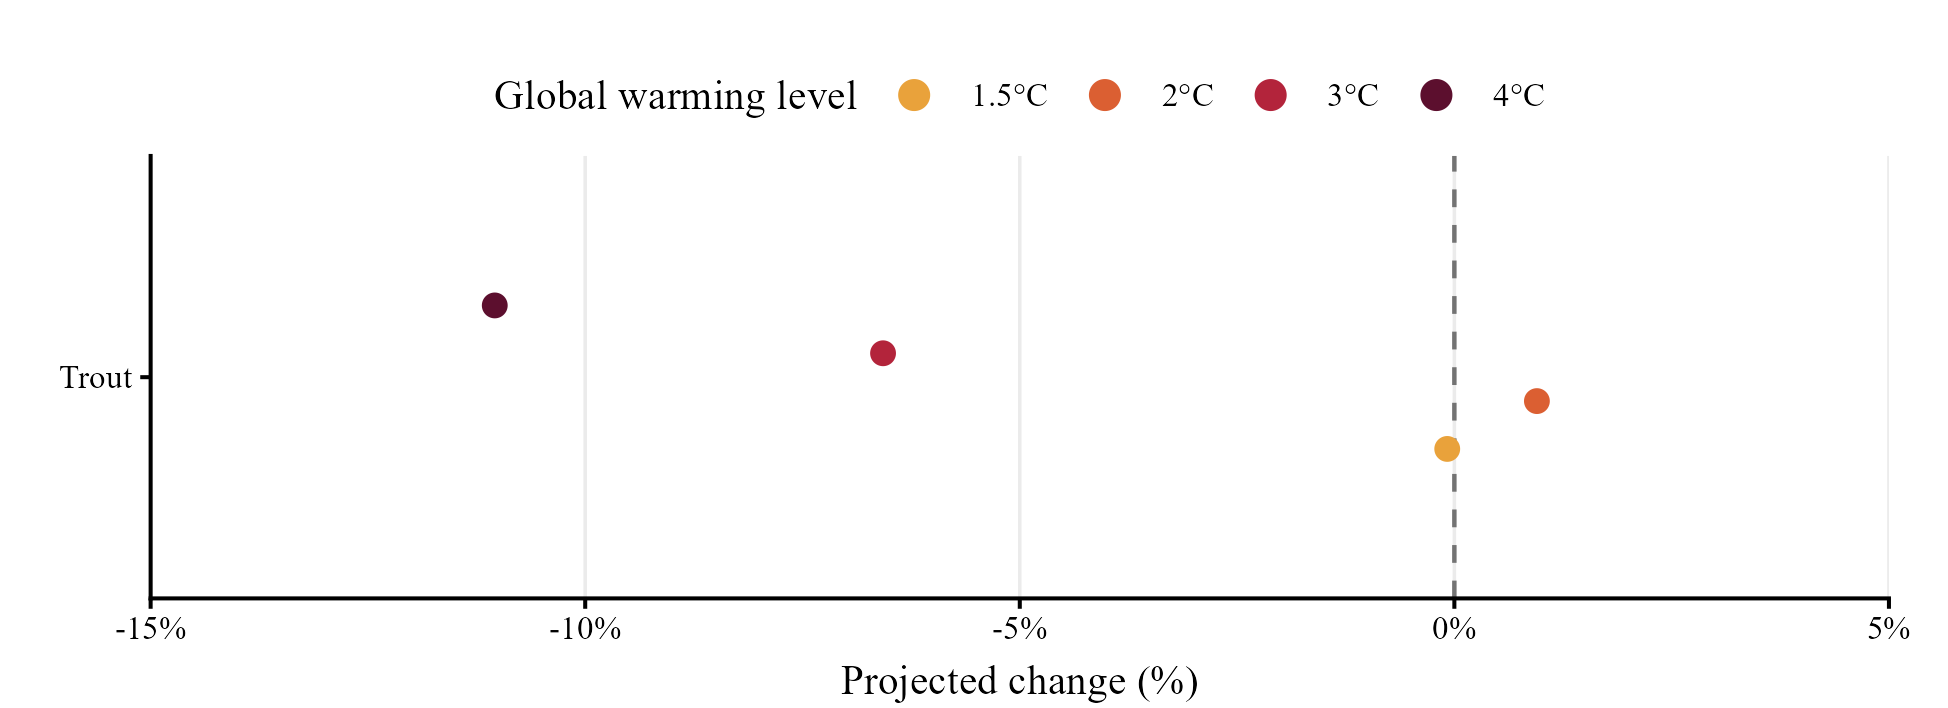 Global warming level 1.5°C 2°C 3°C 4°C
Trout
-15% -10% -5% 0% 5%
Projected change (%)